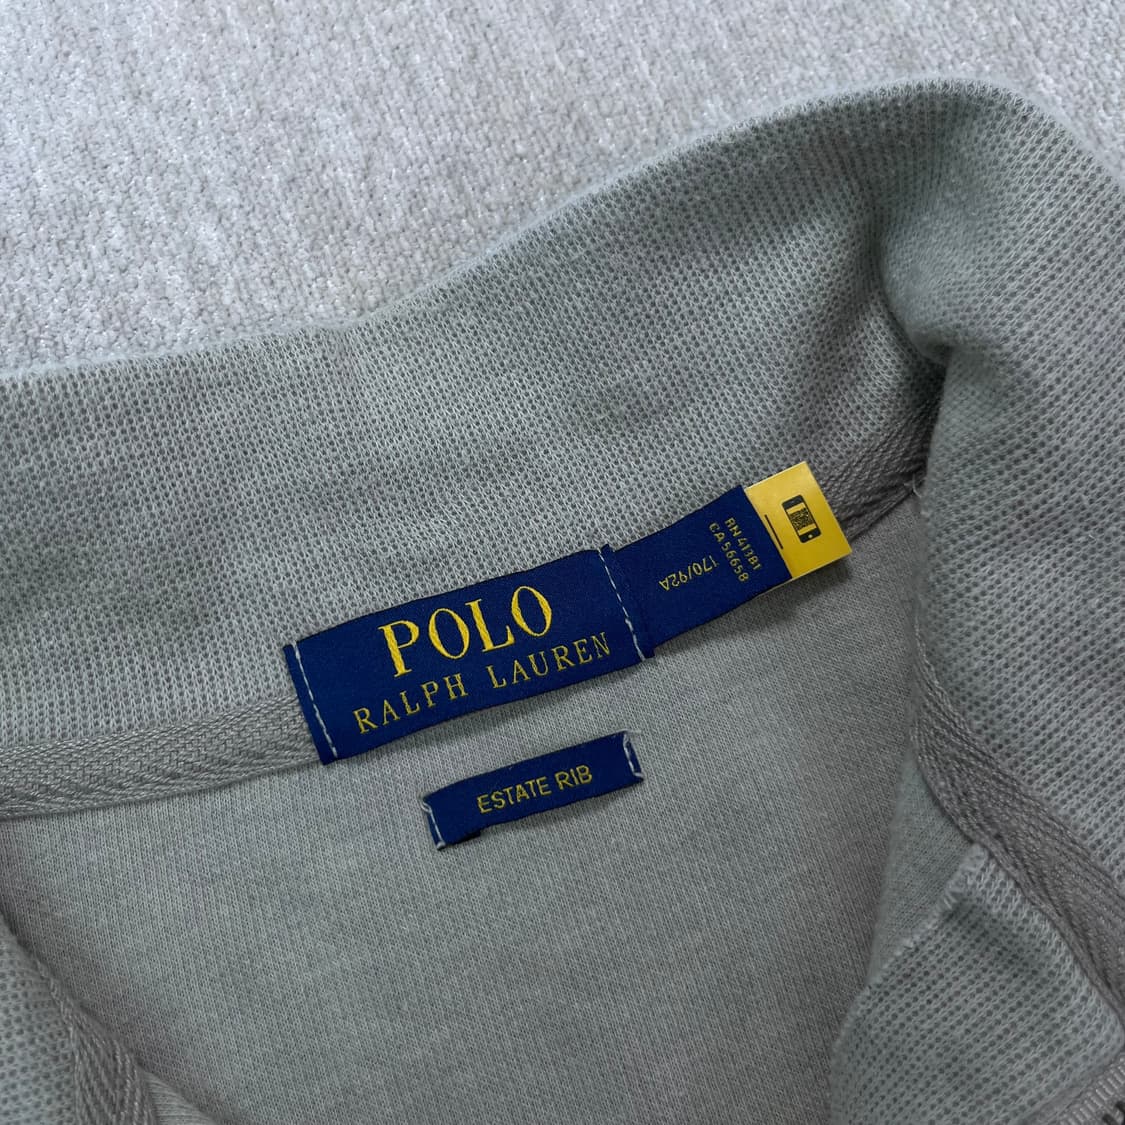 POLO
RALPH LAUREN
RN 41381
CA 56658
170/92A
ESTATE RIB